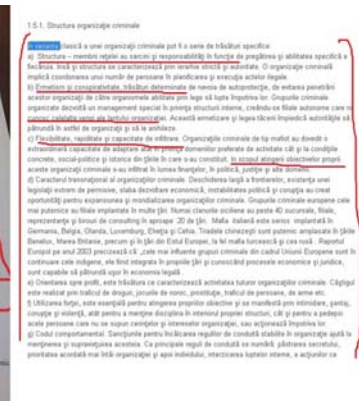 1.5.1. Structura organizaţie criminale
În varianta clasică a unei organizaţii criminale pot fi o serie de trăsături specifice:
a) Structura – membrii reţelei au sarcini şi responsabilităţi în funcţie de pregătirea şi abilitatea specifică a
fiecăruia. Însă şi structura se caracterizează prin ierarhie strictă şi autoritate. O organizaţie criminală
implică coordonarea unui număr de persoane în planificarea şi execuţia actelor ilegale.
b) Ermetism şi conspirativitate, trăsături determinate de nevoia de autoprotecţie, de evitarea penetrării
acestor organizaţii de către organismele abilitate prin lege să lupte împotriva lor. Grupurile criminale
organizate dezvoltă un management special în privinţa structurii interne, creându-se cazuri în care nu
cunosc celelalte verigi ale lanţului organizaţiei. Această ermetizare şi legea tăcerii împiedică autorităţile să
pătrundă în astfel de organizaţii şi să le anihileze.
c) Flexibilitate, rapiditate şi capacitate de infiltrare. Organizaţiile criminale de tip mafiot au dovedit o
extraordinară capacitate de adaptare atât în privinţa domeniilor preferate de activitate cât şi la condiţiile
concrete, social-politice şi istorice din ţările în care s-au constituit. În scopul atingerii obiectivelor proprii
aceste organizaţii criminale s-au infiltrat în lumea finanţelor, în politică, justiţie şi alte domenii.
d) Caracterul transnaţional al organizaţiilor criminale. Deschiderea largă a frontierelor, existenţa unei
legislaţii extrem de permisive, slaba dezvoltare economică, instabilitatea politică şi corupţia au creat
oportunităţi pentru expansiunea şi mondializarea organizaţiilor criminale. Grupurile criminale europene cele
mai puternice au filiale implantate în multe ţări. Numai clanurile siciliene au peste 40 sucursale, filiale,
reprezentanţe şi birouri de consulting în aproape 20 de ţări. Mafia italiană este serios implantată în
Germania, Belgia, Olanda, Luxemburg, Elveţia şi Cehia. Triadele chinezeşti sunt puternic amplasate în ţările
Benelux, Marea Britanie, precum şi în ţări din Estul Europei, la fel mafia turcească şi cea rusă. Raportul
Europol pe anul 2003 precizează că „cele mai influente grupuri criminale din cadrul Uniunii Europene sunt în
continuare cele indigene, ele fiind integrate în propriile ţări şi cunoscând procesele economice şi juridice,
sunt capabile să pătrundă uşor în economia legală.
e) Orientarea spre profit, este trăsătura ce caracterizează activitatea tuturor organizaţiilor criminale. Câştigul
este realizat prin traficul de droguri, jocurile de noroc, prostituţie, traficul de persoane, de arme etc.
f) Utilizarea forţei, este esenţială pentru atingerea propriilor obiective şi se manifestă prin intimidare, şantaj,
corupţie şi violenţă, atât pentru a menţine disciplina în interiorul propriei structuri, cât şi pentru a pedepsi
acele persoane care nu se supun cerinţelor şi intereselor organizaţiei, sau acţionează împotriva lor.
g) Codul comportamental. Sancţiunile pentru încălcarea regulilor de conduită stabilite în organizaţie ajută la
menţinerea şi supravieţuirea acesteia. Ca principale reguli de conduită se numără: păstrarea secretului,
prioritatea acordată mai întâi organizaţiei şi apoi individului, interzicerea luptelor interne, a acţiunilor ce